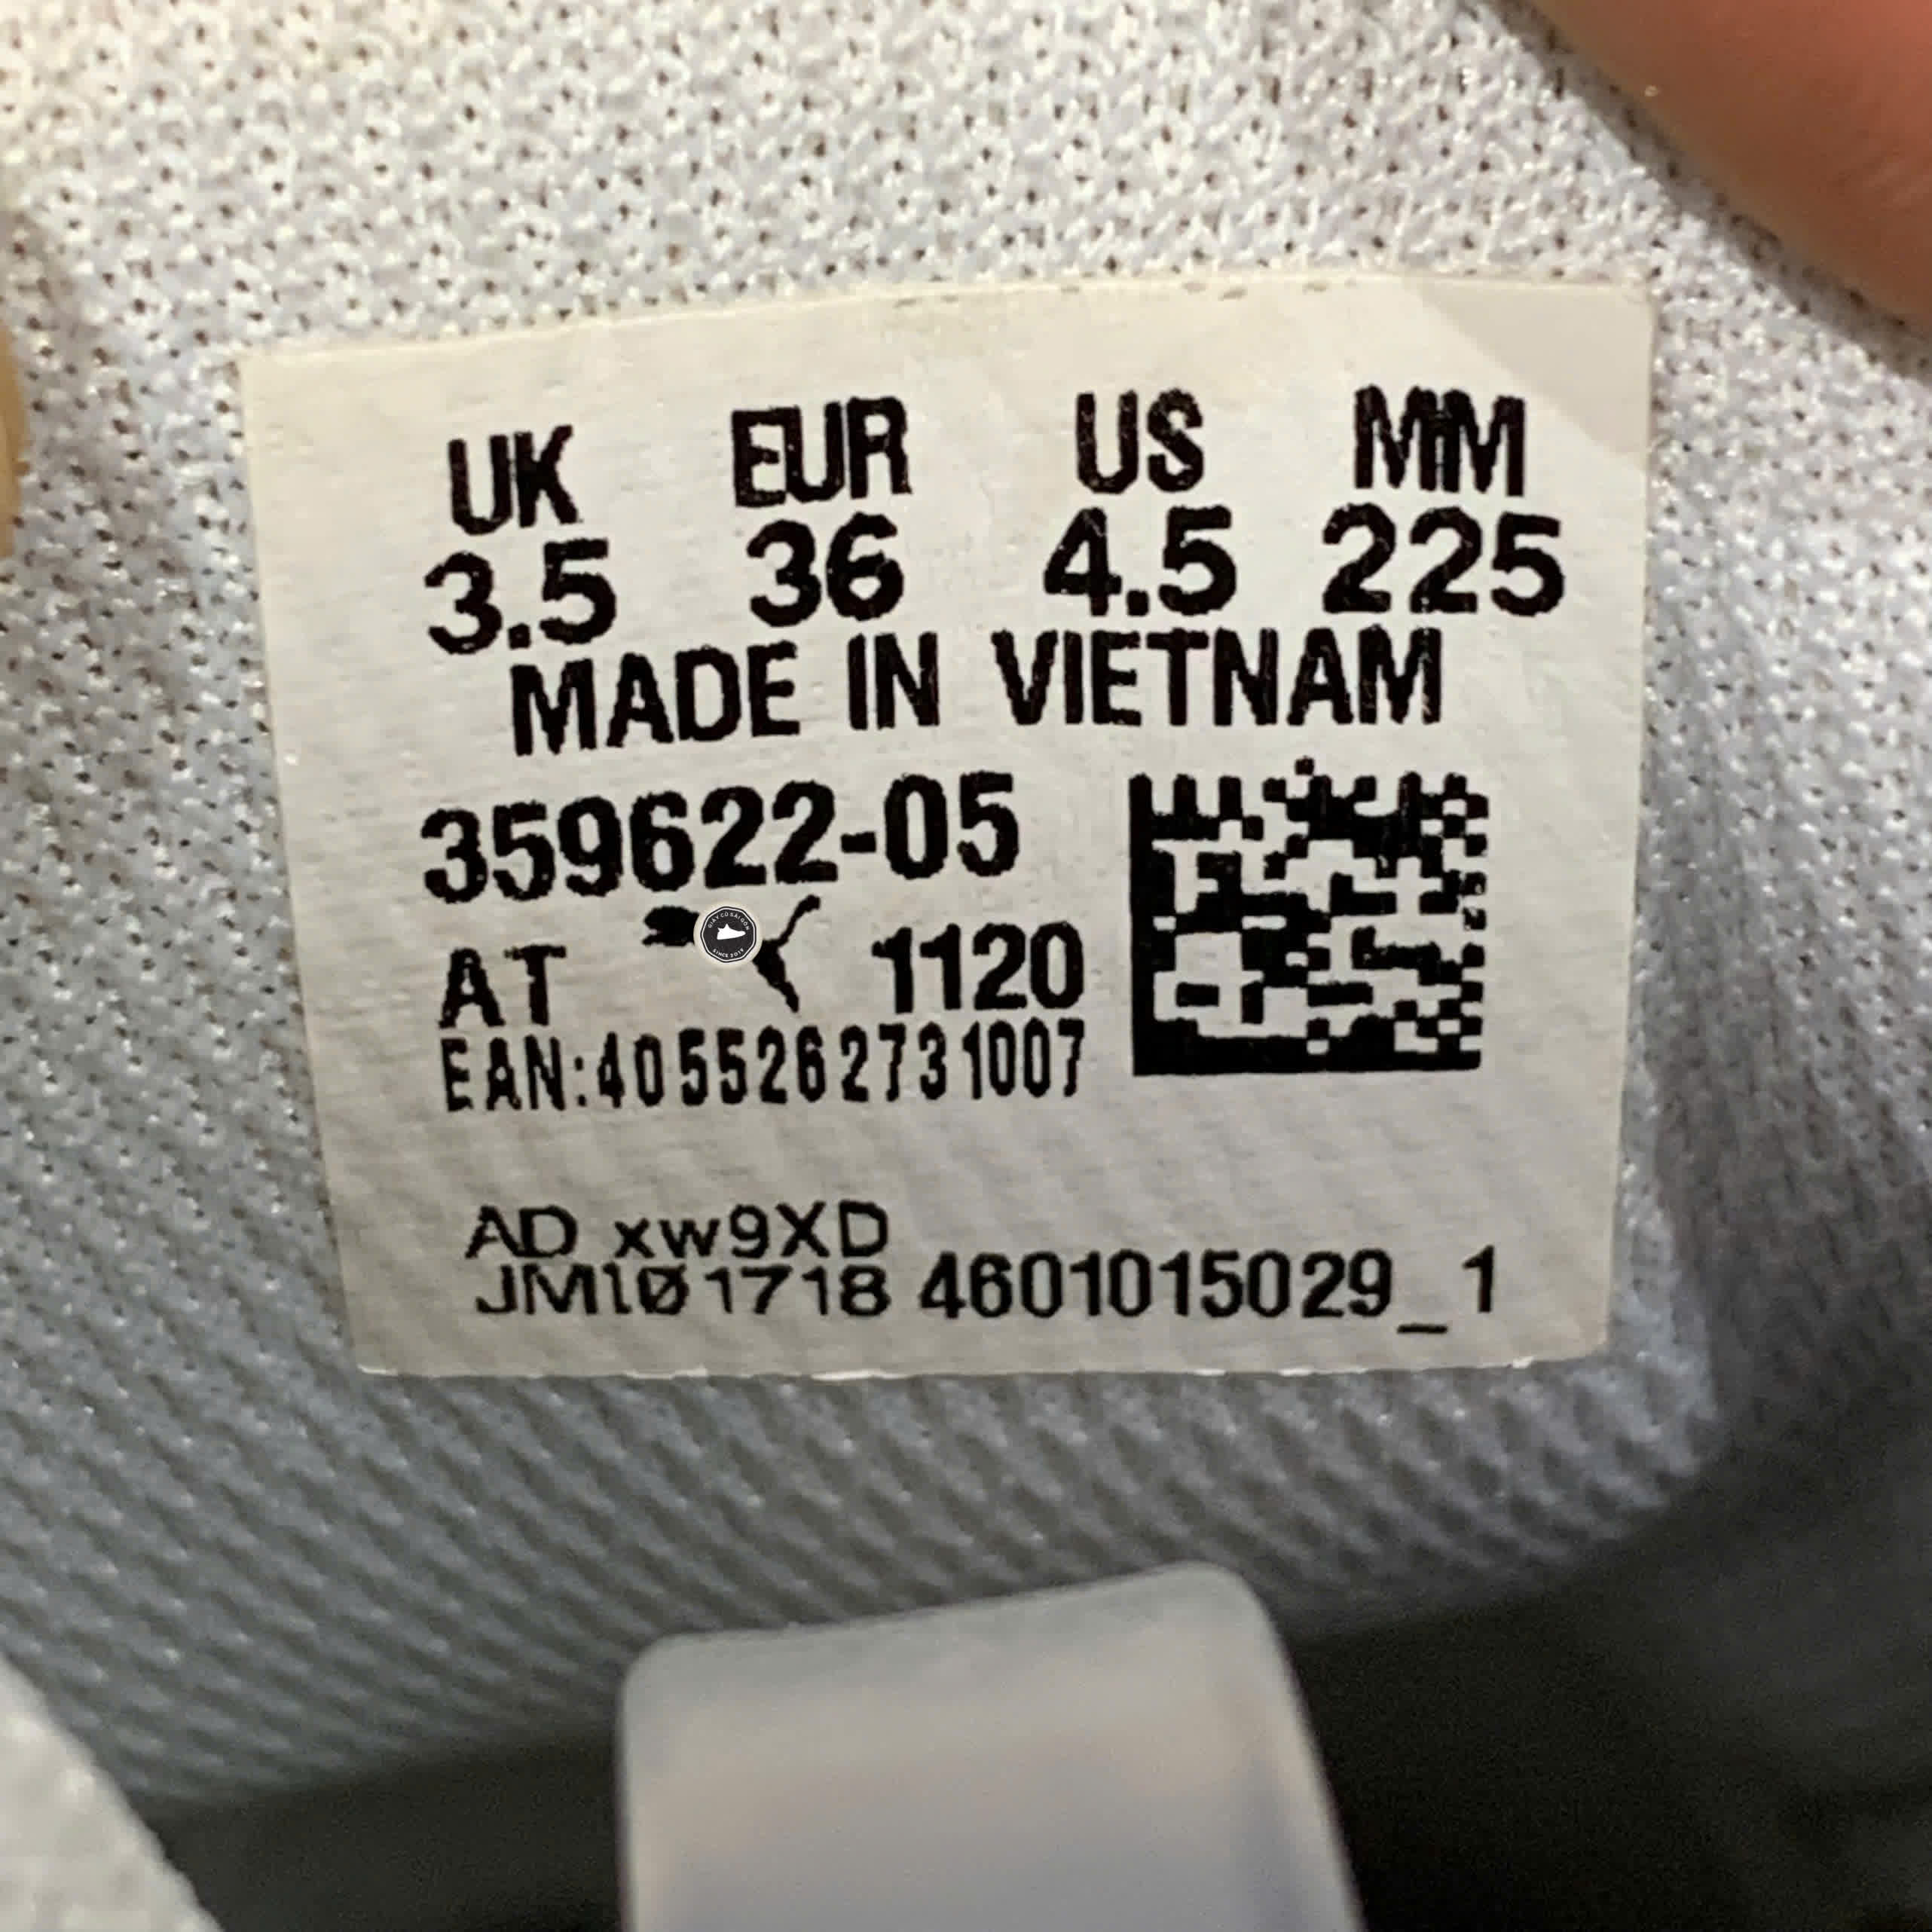 UK EUR US MM
3.5 36 4.5 225
MADE IN VIETNAM
359622-05
AT 1120
EAN:4055262731007
AD xw9XD
JM101718 4601015029_1